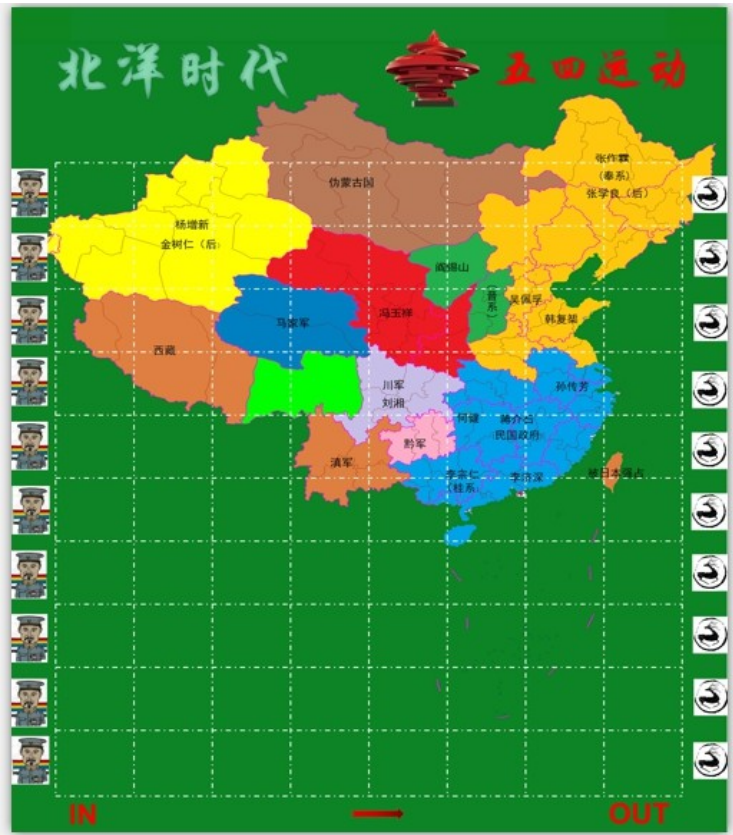 北洋时代
五四运动
张作霖
(奉系)
张学良(后)
伪蒙古国
杨增新
金树仁(后)
阎锡山
(晋系)
吴佩孚
韩复榘
冯玉祥
马家军
西藏
川军
刘湘
孙传芳
何键
蒋介石
民国政府
黔军
滇军
李宗仁
(桂系)
李济深
被日本强占
IN
OUT